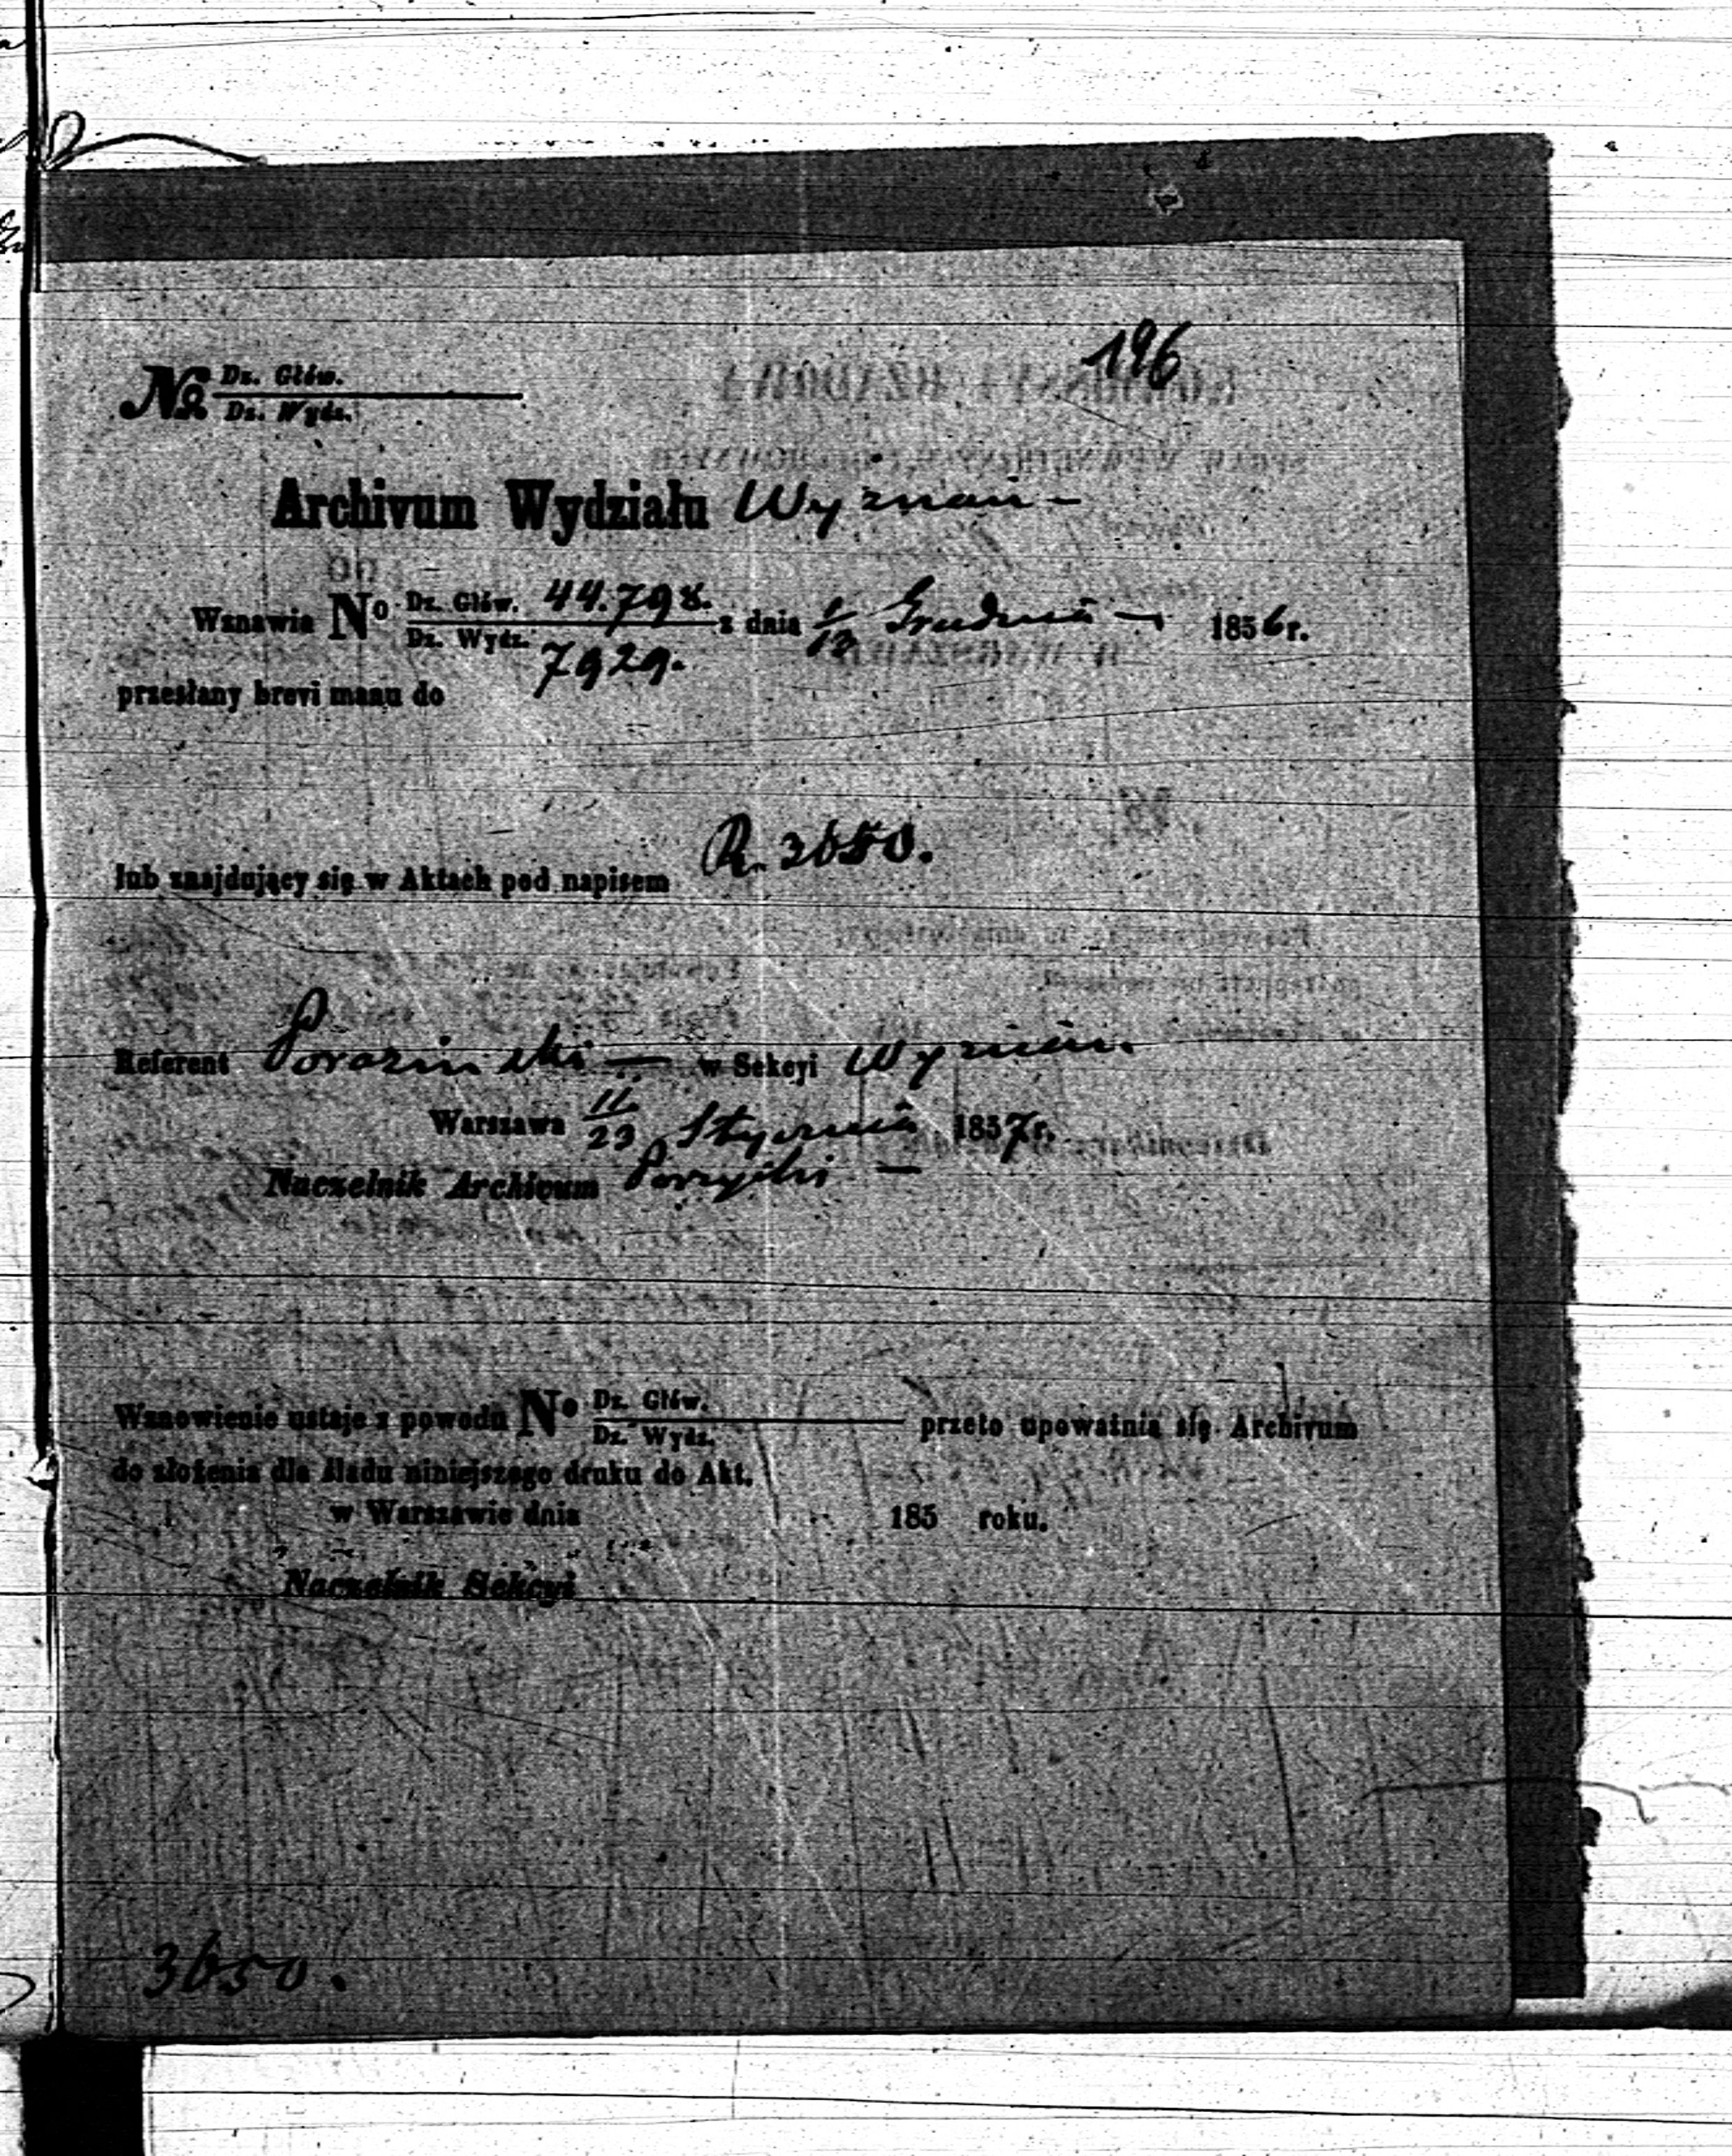 196
№ Dz. Głów.
Dz. Wydz.
Archivum Wydziału Wyznań —
Wznawia No Dz. Głów. 44.798. z dnia 1/13 Grudnia — 1856 r.
Dz. Wydz. 7929.
przesłany brevi manu do
lub znajdujący się w Aktach pod napisem R. 3650.
Referent w Sekcyi Wyznań.
Warszawa 11/23 Stycznia 1857 r.
Naczelnik Archivum
Wznowienie ustaje z powodu No Dz. Głów. przeto upoważnia się Archivum
Dz. Wydz.
do złożenia dla śladu niniejszego druku do Akt.
w Warszawie dnia 185 roku.
Naczelnik Sekcyi
3650.